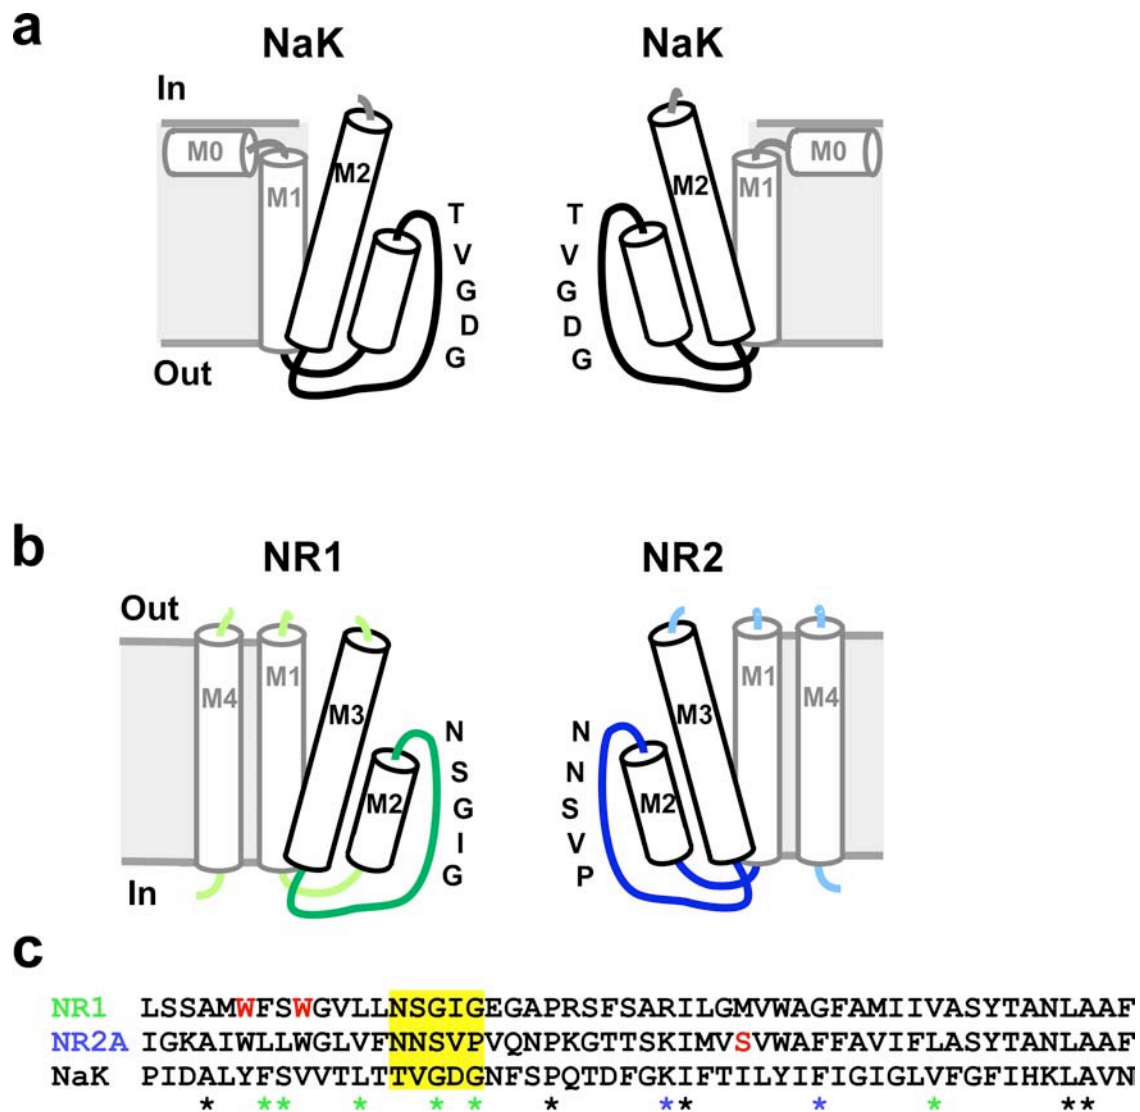 a
NaK NaK
In
M0 M1 M2 M2 M1 M0
T T
V V
G G
D D
G G
Out
b
NR1 NR2
Out
M4 M1 M3 M2 M2 M3 M1 M4
N N
S N
G S
I V
G P
In
c
NR1 LSSAMWFSWGVLLNSGIGEGAPRSFSARILGMVWAGFAMIIVASYTANLAAF
NR2A IGKAIWLLWGLVFNNSVPVQNPKGTTSKIMVSVWAFFAVIFLASYTANLAAF
NaK PIDALYFSVVTLTTVGDGNFSPQTDFGKIFTILYIFIGIGLVFGFIHKLAVN
* ** * * * * ** * * **